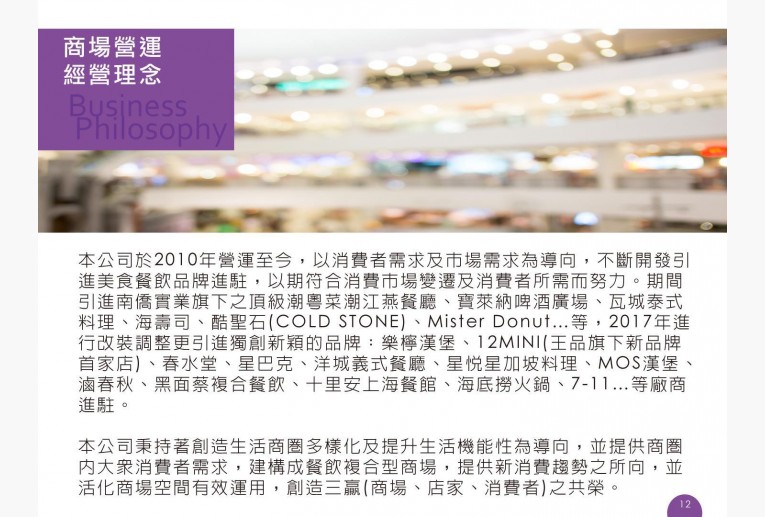 商場營運
經營理念
Business
Philosophy
本公司於2010年營運至今，以消費者需求及市場需求為導向，不斷開發引
進美食餐飲品牌進駐，以期符合消費市場變遷及消費者所需而努力。期間
引進南僑實業旗下之頂級潮粵菜潮江燕餐廳、寶萊納啤酒廣場、瓦城泰式
料理、海壽司、酷聖石(COLD STONE)、Mister Donut…等，2017年進
行改裝調整更引進獨創新穎的品牌：樂檸漢堡、12MINI(王品旗下新品牌
首家店)、春水堂、星巴克、洋城義式餐廳、星悅星加坡料理、MOS漢堡、
滷春秋、黑面蔡複合餐飲、十里安上海餐館、海底撈火鍋、7-11…等廠商
進駐。
本公司秉持著創造生活商圈多樣化及提升生活機能性為導向，並提供商圈
內大眾消費者需求，建構成餐飲複合型商場，提供新消費趨勢之所向，並
活化商場空間有效運用，創造三贏(商場、店家、消費者)之共榮。
12